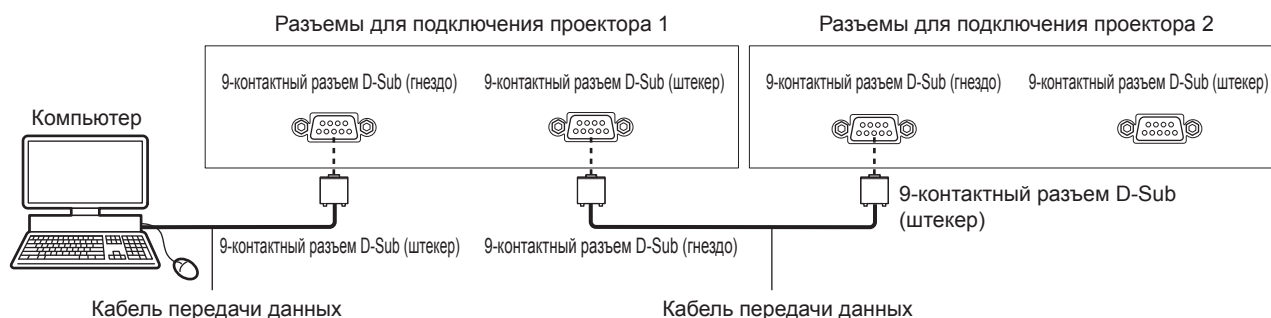 Разъемы для подключения проектора 1
Разъемы для подключения проектора 2
9-контактный разъем D-Sub (гнездо)
9-контактный разъем D-Sub (штекер)
9-контактный разъем D-Sub (гнездо)
9-контактный разъем D-Sub (штекер)
Компьютер
9-контактный разъем D-Sub
(штекер)
9-контактный разъем D-Sub (штекер)
9-контактный разъем D-Sub (гнездо)
Кабель передачи данных
Кабель передачи данных